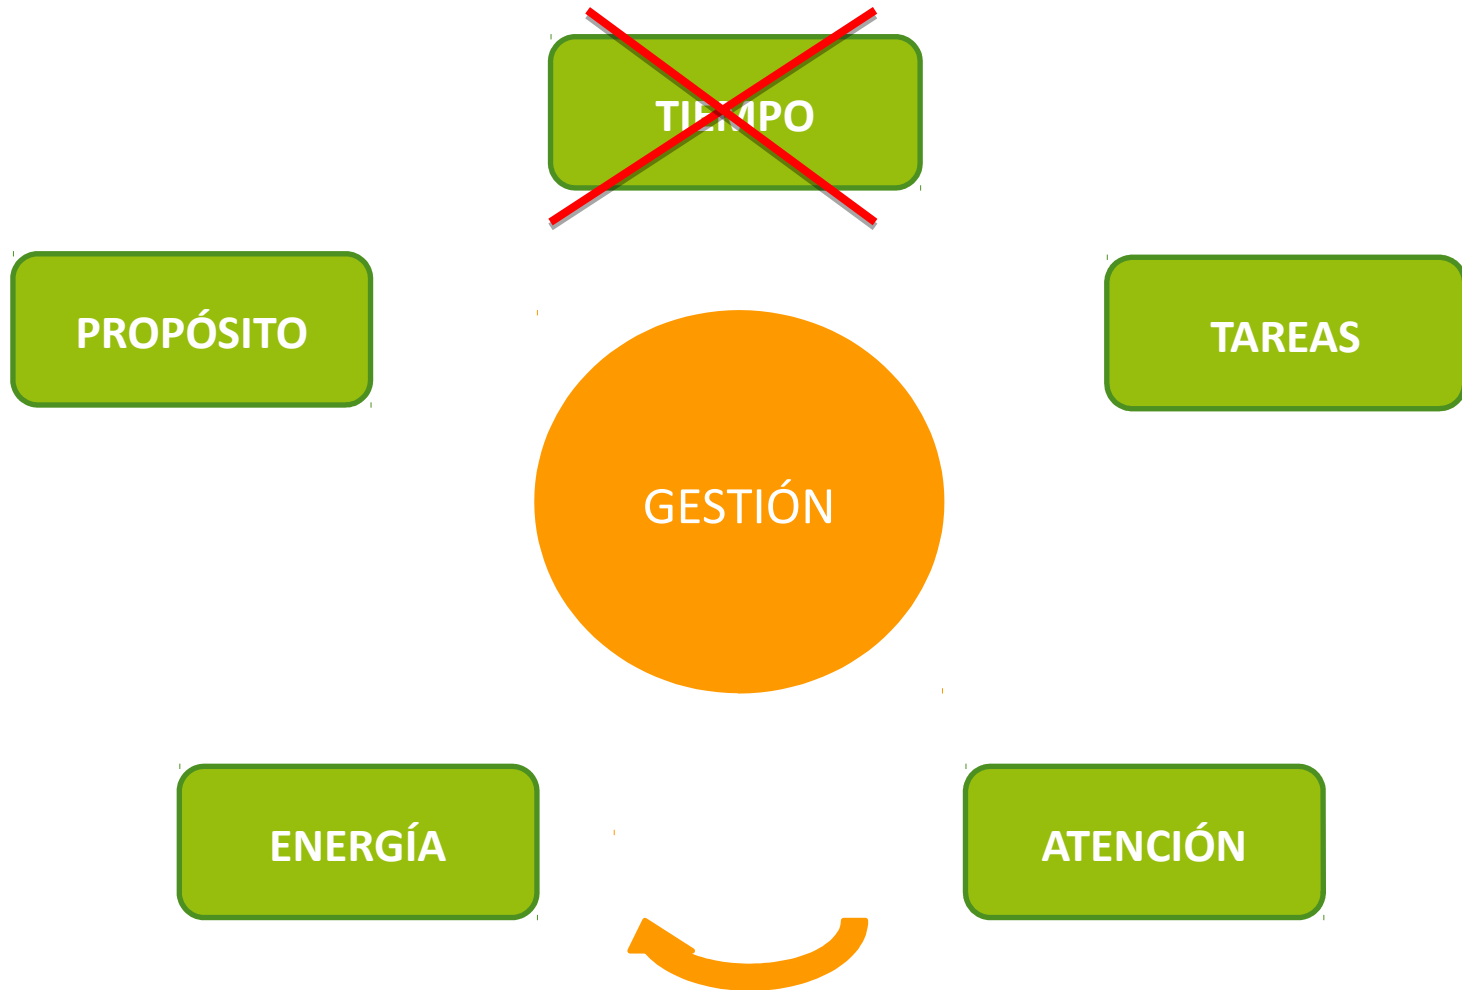 TIEMPO
PROPÓSITO
TAREAS
GESTIÓN
ENERGÍA
ATENCIÓN